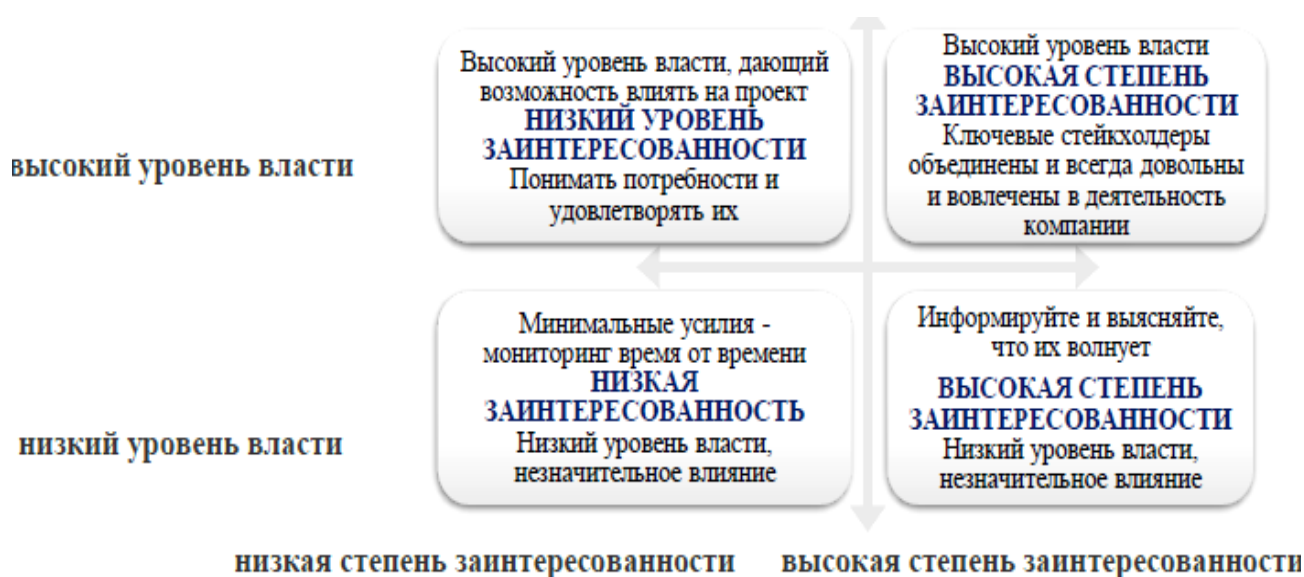 Высокий уровень власти, дающий
возможность влиять на проект
НИЗКИЙ УРОВЕНЬ
ЗАИНТЕРЕСОВАННОСТИ
Понимать потребности и
удовлетворять их
Высокий уровень власти
ВЫСОКАЯ СТЕПЕНЬ
ЗАИНТЕРЕСОВАННОСТИ
Ключевые стейкхолдеры
объединены и всегда довольны
и вовлечены в деятельность
компании
высокий уровень власти
Минимальные усилия -
мониторинг время от времени
НИЗКАЯ
ЗАИНТЕРЕСОВАННОСТЬ
Низкий уровень власти,
незначительное влияние
Информируйте и выясняйте,
что их волнует
ВЫСОКАЯ СТЕПЕНЬ
ЗАИНТЕРЕСОВАННОСТИ
Низкий уровень власти,
незначительное влияние
низкий уровень власти
низкая степень заинтересованности
высокая степень заинтересованности